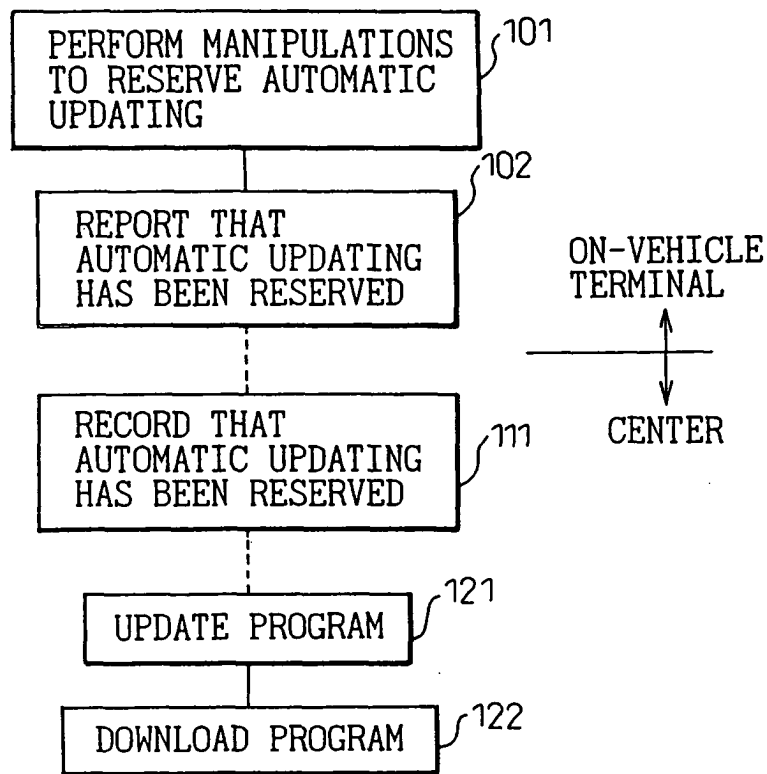 PERFORM MANIPULATIONS
TO RESERVE AUTOMATIC
UPDATING
101
102
REPORT THAT
AUTOMATIC UPDATING
HAS BEEN RESERVED
ON-VEHICLE
TERMINAL
CENTER
RECORD THAT
AUTOMATIC UPDATING
HAS BEEN RESERVED
111
121
UPDATE PROGRAM
122
DOWNLOAD PROGRAM